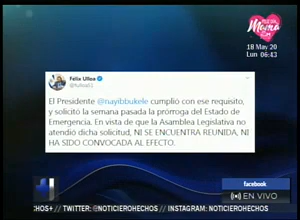 18 May 20
Lun 06:43
Félix Ulloa
El Presidente @nayibbukele cumplió con ese requisito,
y solicitó la semana pasada la prórroga del Estado de
Emergencia. En vista de que la Asamblea Legislativa no
atendió dicha solicitud, NI SE ENCUENTRA REUNIDA, NI
HA SIDO CONVOCADA AL EFECTO.
facebook
EN VIVO
TWITTER: @NOTICIEROHECHOS INSTAGRAM:@NOTICIEROHECHOS